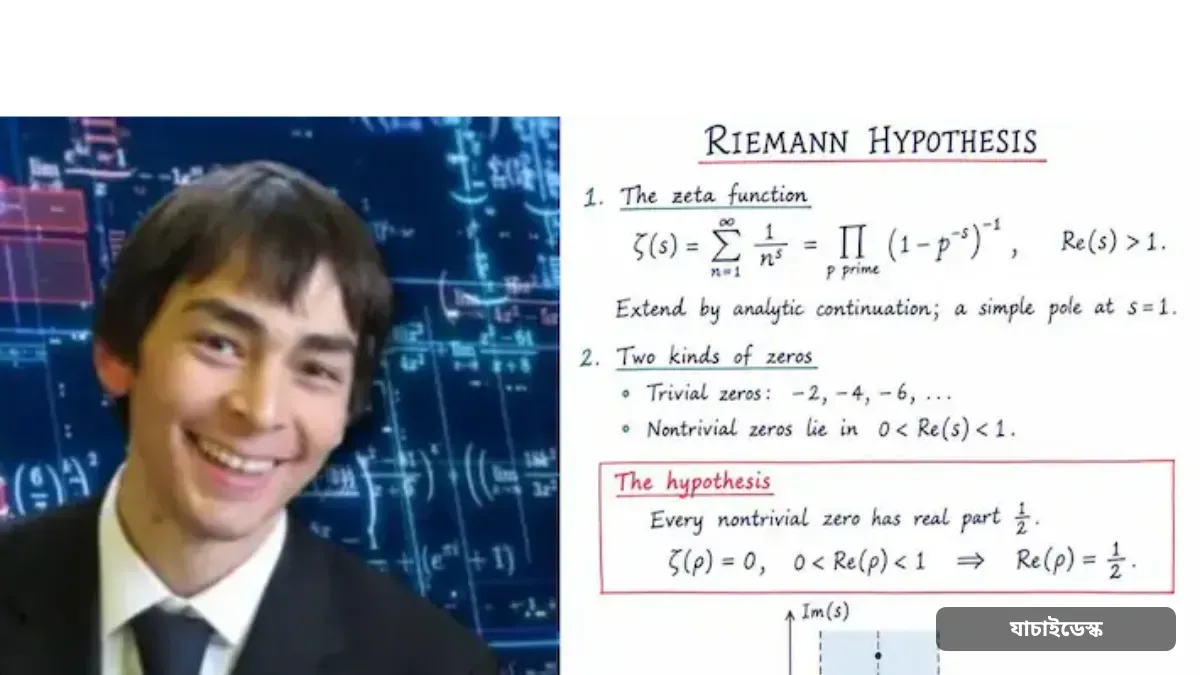 RIEMANN HYPOTHESIS
1. The zeta function
ζ(s) = ∑_{n=1}^{∞} 1/n^s = ∏_{p prime} (1 − p^{−s})^{−1} , Re(s) > 1.
Extend by analytic continuation; a simple pole at s = 1.
2. Two kinds of zeros
∘ Trivial zeros: −2, −4, −6, ...
∘ Nontrivial zeros lie in 0 < Re(s) < 1.
The hypothesis
Every nontrivial zero has real part 1/2.
ζ(ρ) = 0, 0 < Re(ρ) < 1 ⟹ Re(ρ) = 1/2.
Im(s)
যাচাইডেস্ক